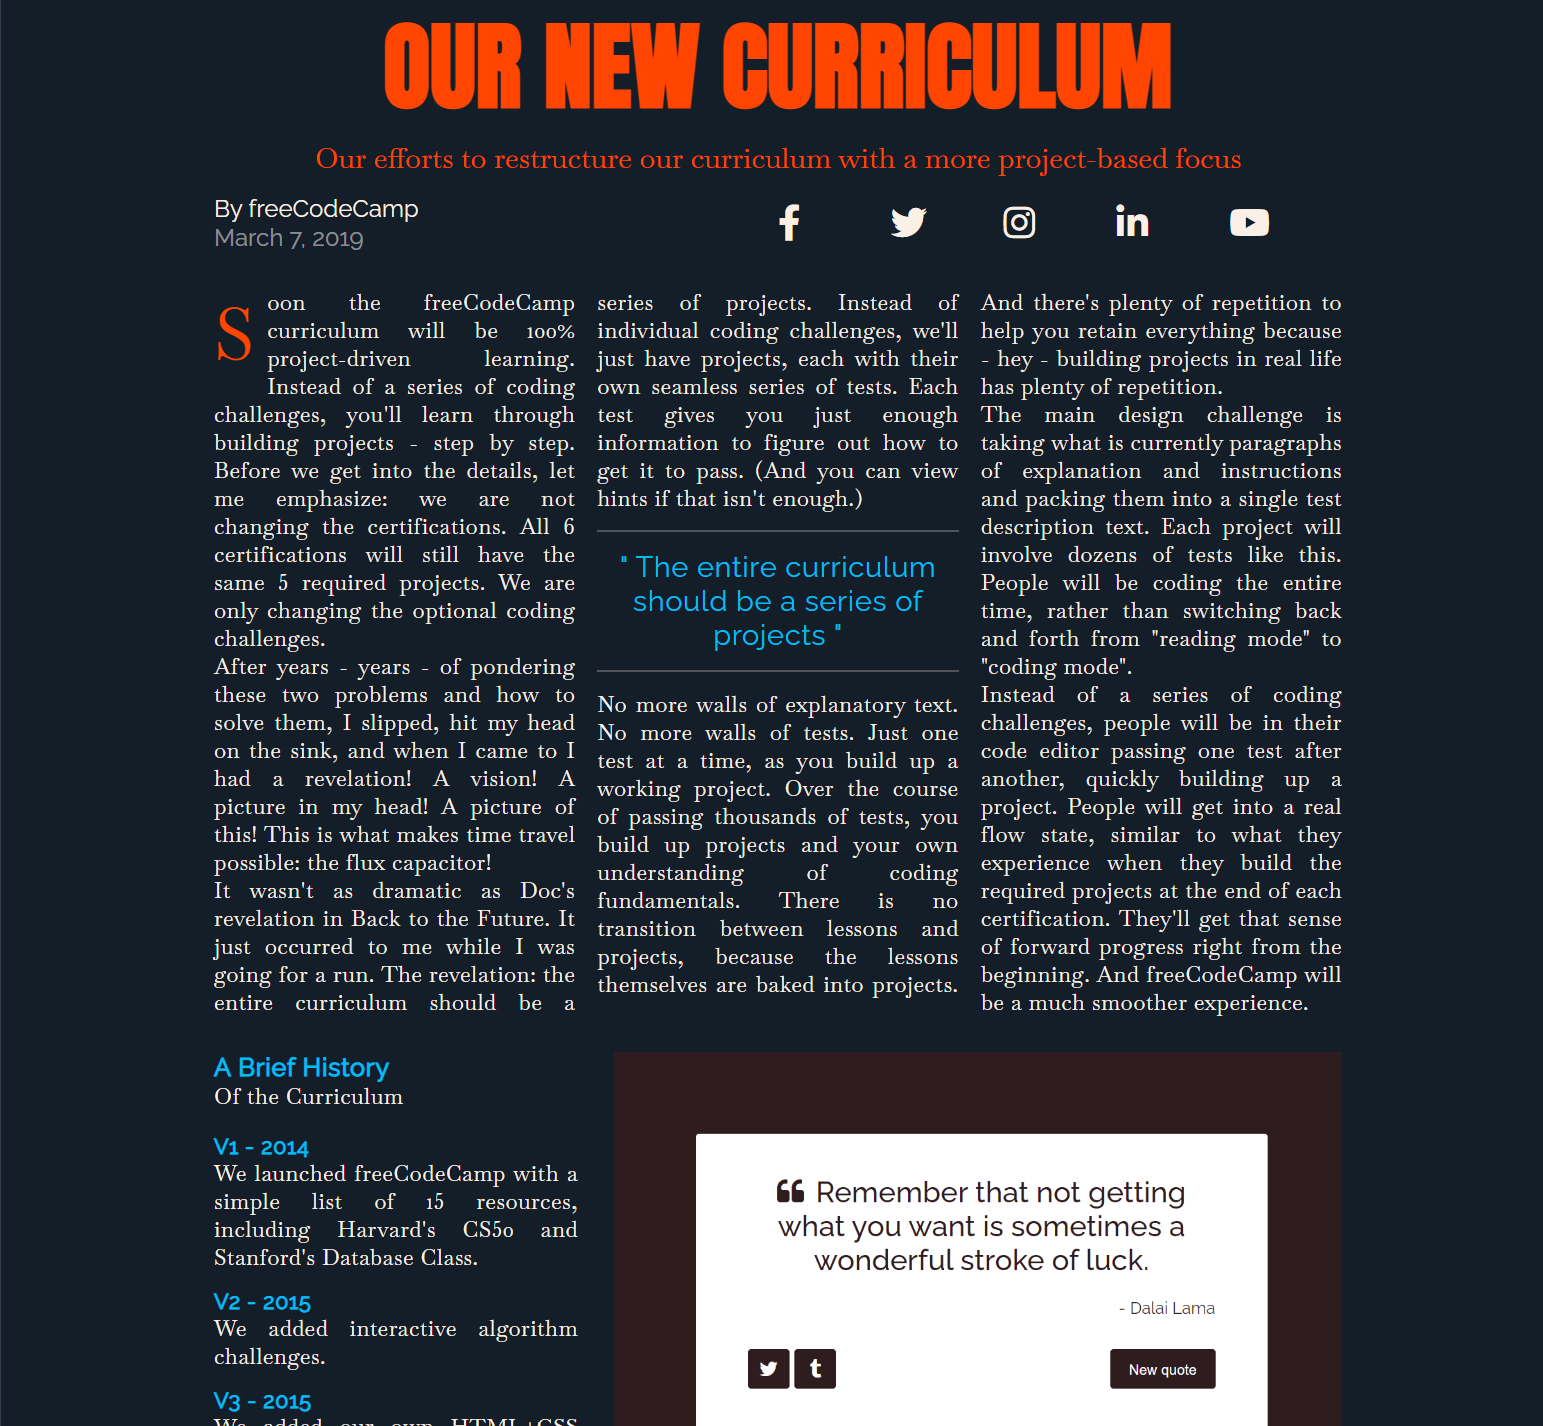 OUR NEW CURRICULUM
Our efforts to restructure our curriculum with a more project-based focus
By freeCodeCamp
March 7, 2019
Soon the freeCodeCamp
curriculum will be 100%
project-driven learning.
Instead of a series of coding
challenges, you'll learn through
building projects - step by step.
Before we get into the details, let
me emphasize: we are not
changing the certifications. All 6
certifications will still have the
same 5 required projects. We are
only changing the optional coding
challenges.
After years - years - of pondering
these two problems and how to
solve them, I slipped, hit my head
on the sink, and when I came to I
had a revelation! A vision! A
picture in my head! A picture of
this! This is what makes time travel
possible: the flux capacitor!
It wasn't as dramatic as Doc's
revelation in Back to the Future. It
just occurred to me while I was
going for a run. The revelation: the
entire curriculum should be a
series of projects. Instead of
individual coding challenges, we'll
just have projects, each with their
own seamless series of tests. Each
test gives you just enough
information to figure out how to
get it to pass. (And you can view
hints if that isn't enough.)
" The entire curriculum
should be a series of
projects "
No more walls of explanatory text.
No more walls of tests. Just one
test at a time, as you build up a
working project. Over the course
of passing thousands of tests, you
build up projects and your own
understanding of coding
fundamentals. There is no
transition between lessons and
projects, because the lessons
themselves are baked into projects.
And there's plenty of repetition to
help you retain everything because
- hey - building projects in real life
has plenty of repetition.
The main design challenge is
taking what is currently paragraphs
of explanation and instructions
and packing them into a single test
description text. Each project will
involve dozens of tests like this.
People will be coding the entire
time, rather than switching back
and forth from "reading mode" to
"coding mode".
Instead of a series of coding
challenges, people will be in their
code editor passing one test after
another, quickly building up a
project. People will get into a real
flow state, similar to what they
experience when they build the
required projects at the end of each
certification. They'll get that sense
of forward progress right from the
beginning. And freeCodeCamp will
be a much smoother experience.
A Brief History
Of the Curriculum
V1 - 2014
We launched freeCodeCamp with a
simple list of 15 resources,
including Harvard's CS50 and
Stanford's Database Class.
V2 - 2015
We added interactive algorithm
challenges.
V3 - 2015
We added our own HTML+CSS
Remember that not getting
what you want is sometimes a
wonderful stroke of luck.
- Dalai Lama
New quote